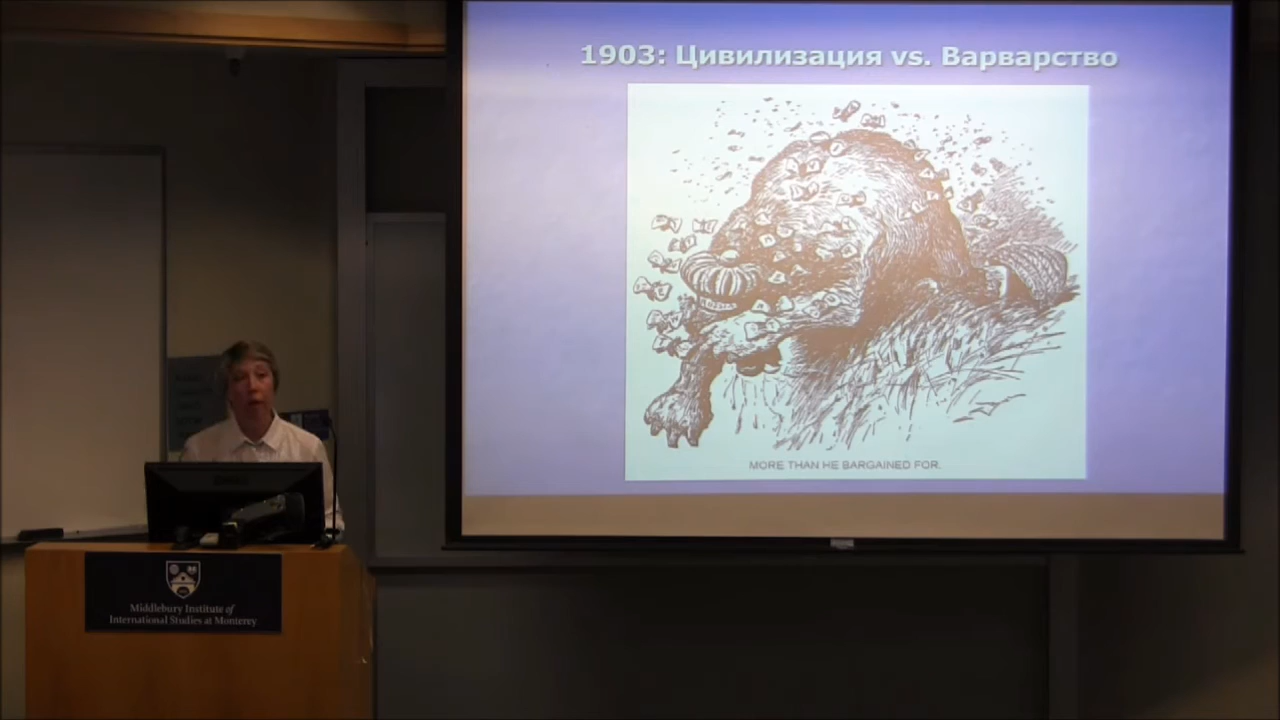 1903: Цивилизация vs. Варварство
MORE THAN HE BARGAINED FOR.
Middlebury Institute of
International Studies at Monterey